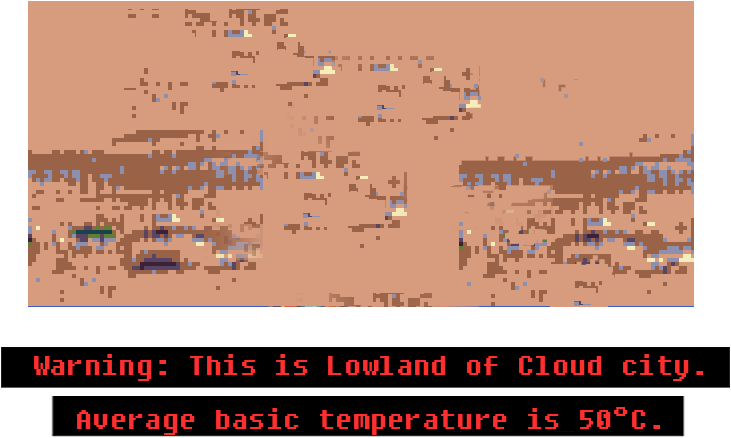 Warning: This is Lowland of Cloud city.
Average basic temperature is 50°C.